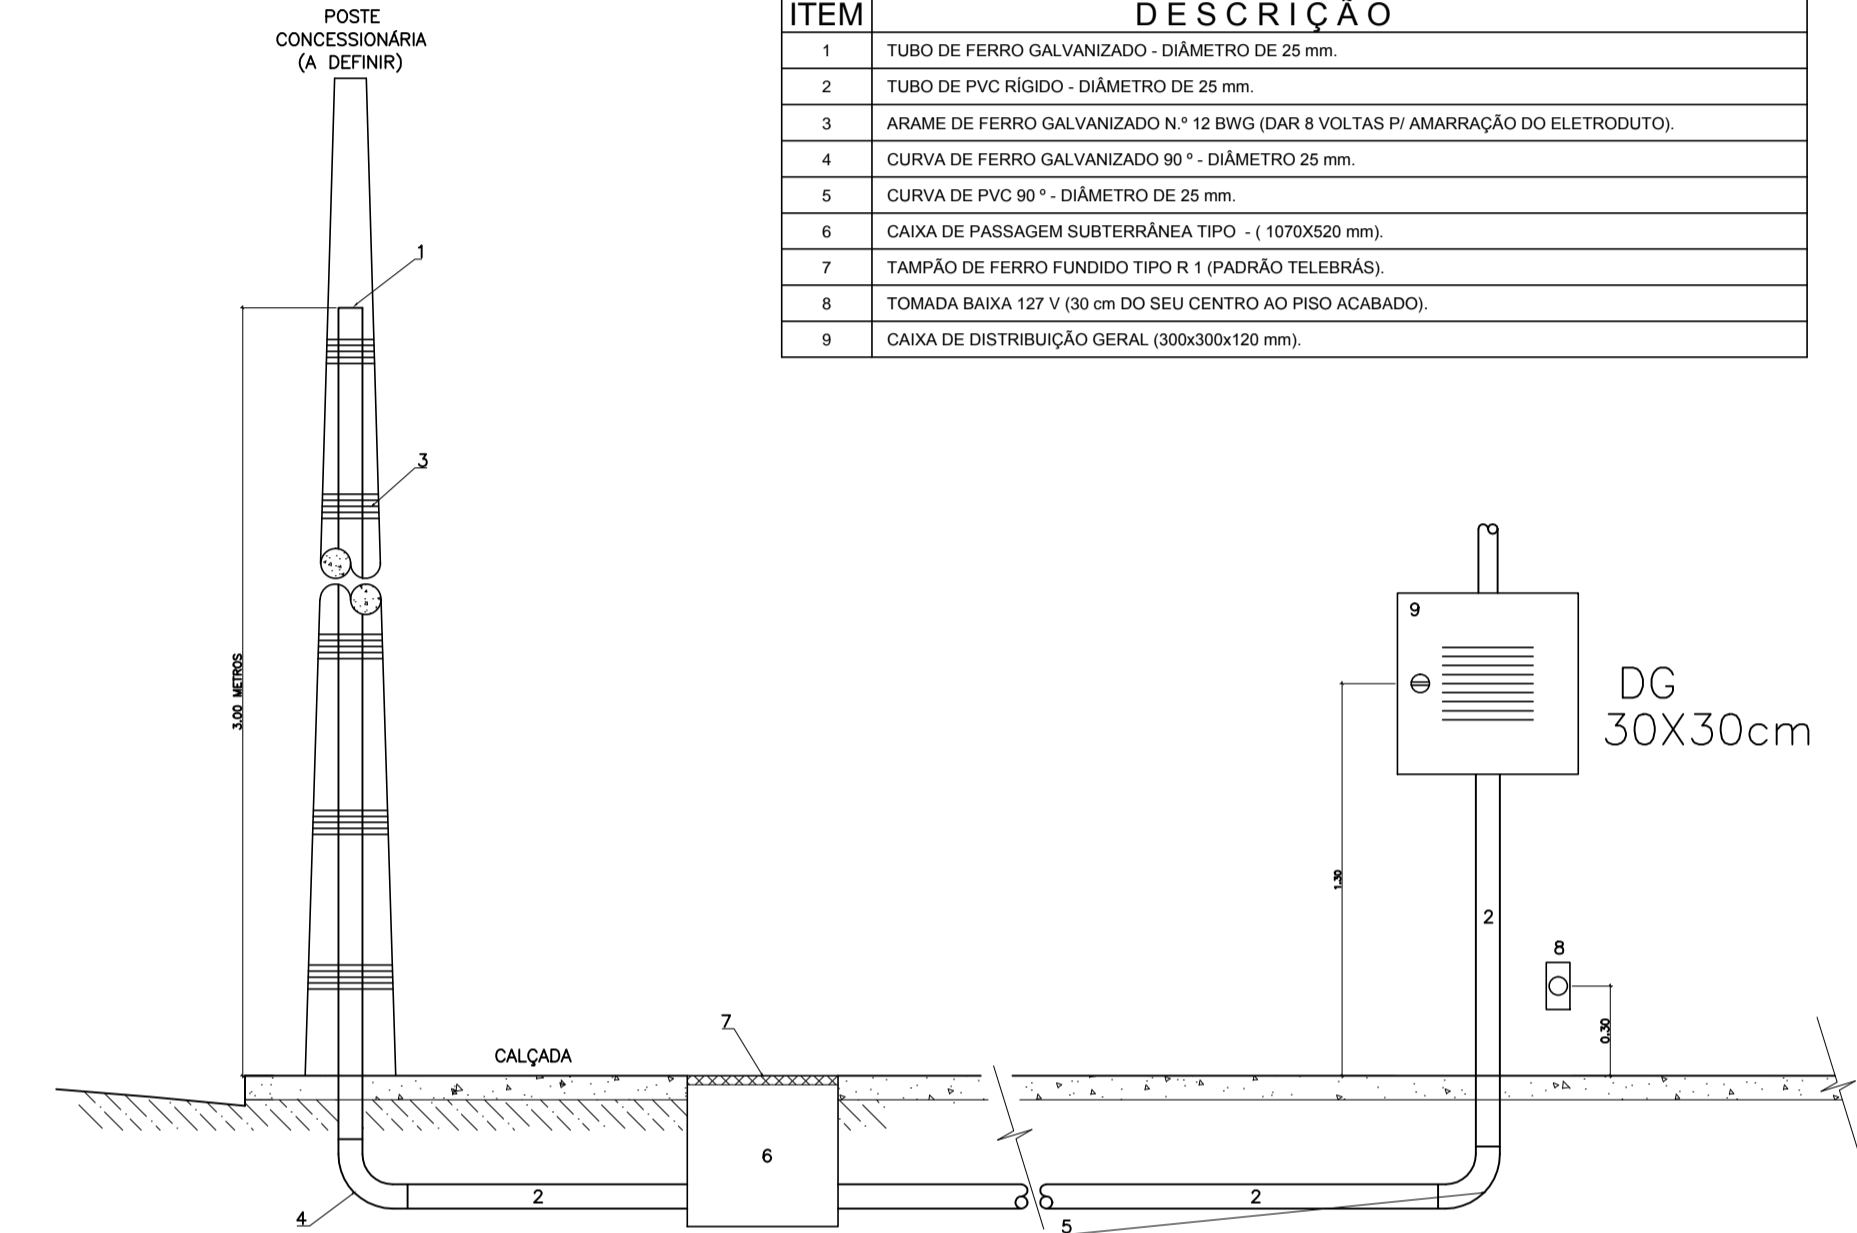 POSTE
CONCESSIONÁRIA
(A DEFINIR)
ITEM DESCRIÇÃO
1 TUBO DE FERRO GALVANIZADO - DIÂMETRO DE 25 mm.
2 TUBO DE PVC RÍGIDO - DIÂMETRO DE 25 mm.
3 ARAME DE FERRO GALVANIZADO N.º 12 BWG (DAR 8 VOLTAS P/ AMARRAÇÃO DO ELETRODUTO).
4 CURVA DE FERRO GALVANIZADO 90 º - DIÂMETRO 25 mm.
5 CURVA DE PVC 90 º - DIÂMETRO DE 25 mm.
6 CAIXA DE PASSAGEM SUBTERRÂNEA TIPO - ( 1070X520 mm).
7 TAMPÃO DE FERRO FUNDIDO TIPO R 1 (PADRÃO TELEBRÁS).
8 TOMADA BAIXA 127 V (30 cm DO SEU CENTRO AO PISO ACABADO).
9 CAIXA DE DISTRIBUIÇÃO GERAL (300x300x120 mm).
1
3
3.00 METROS
9
DG
30X30cm
1.30
2
8
0.30
7
CALÇADA
6
2
2
4
5